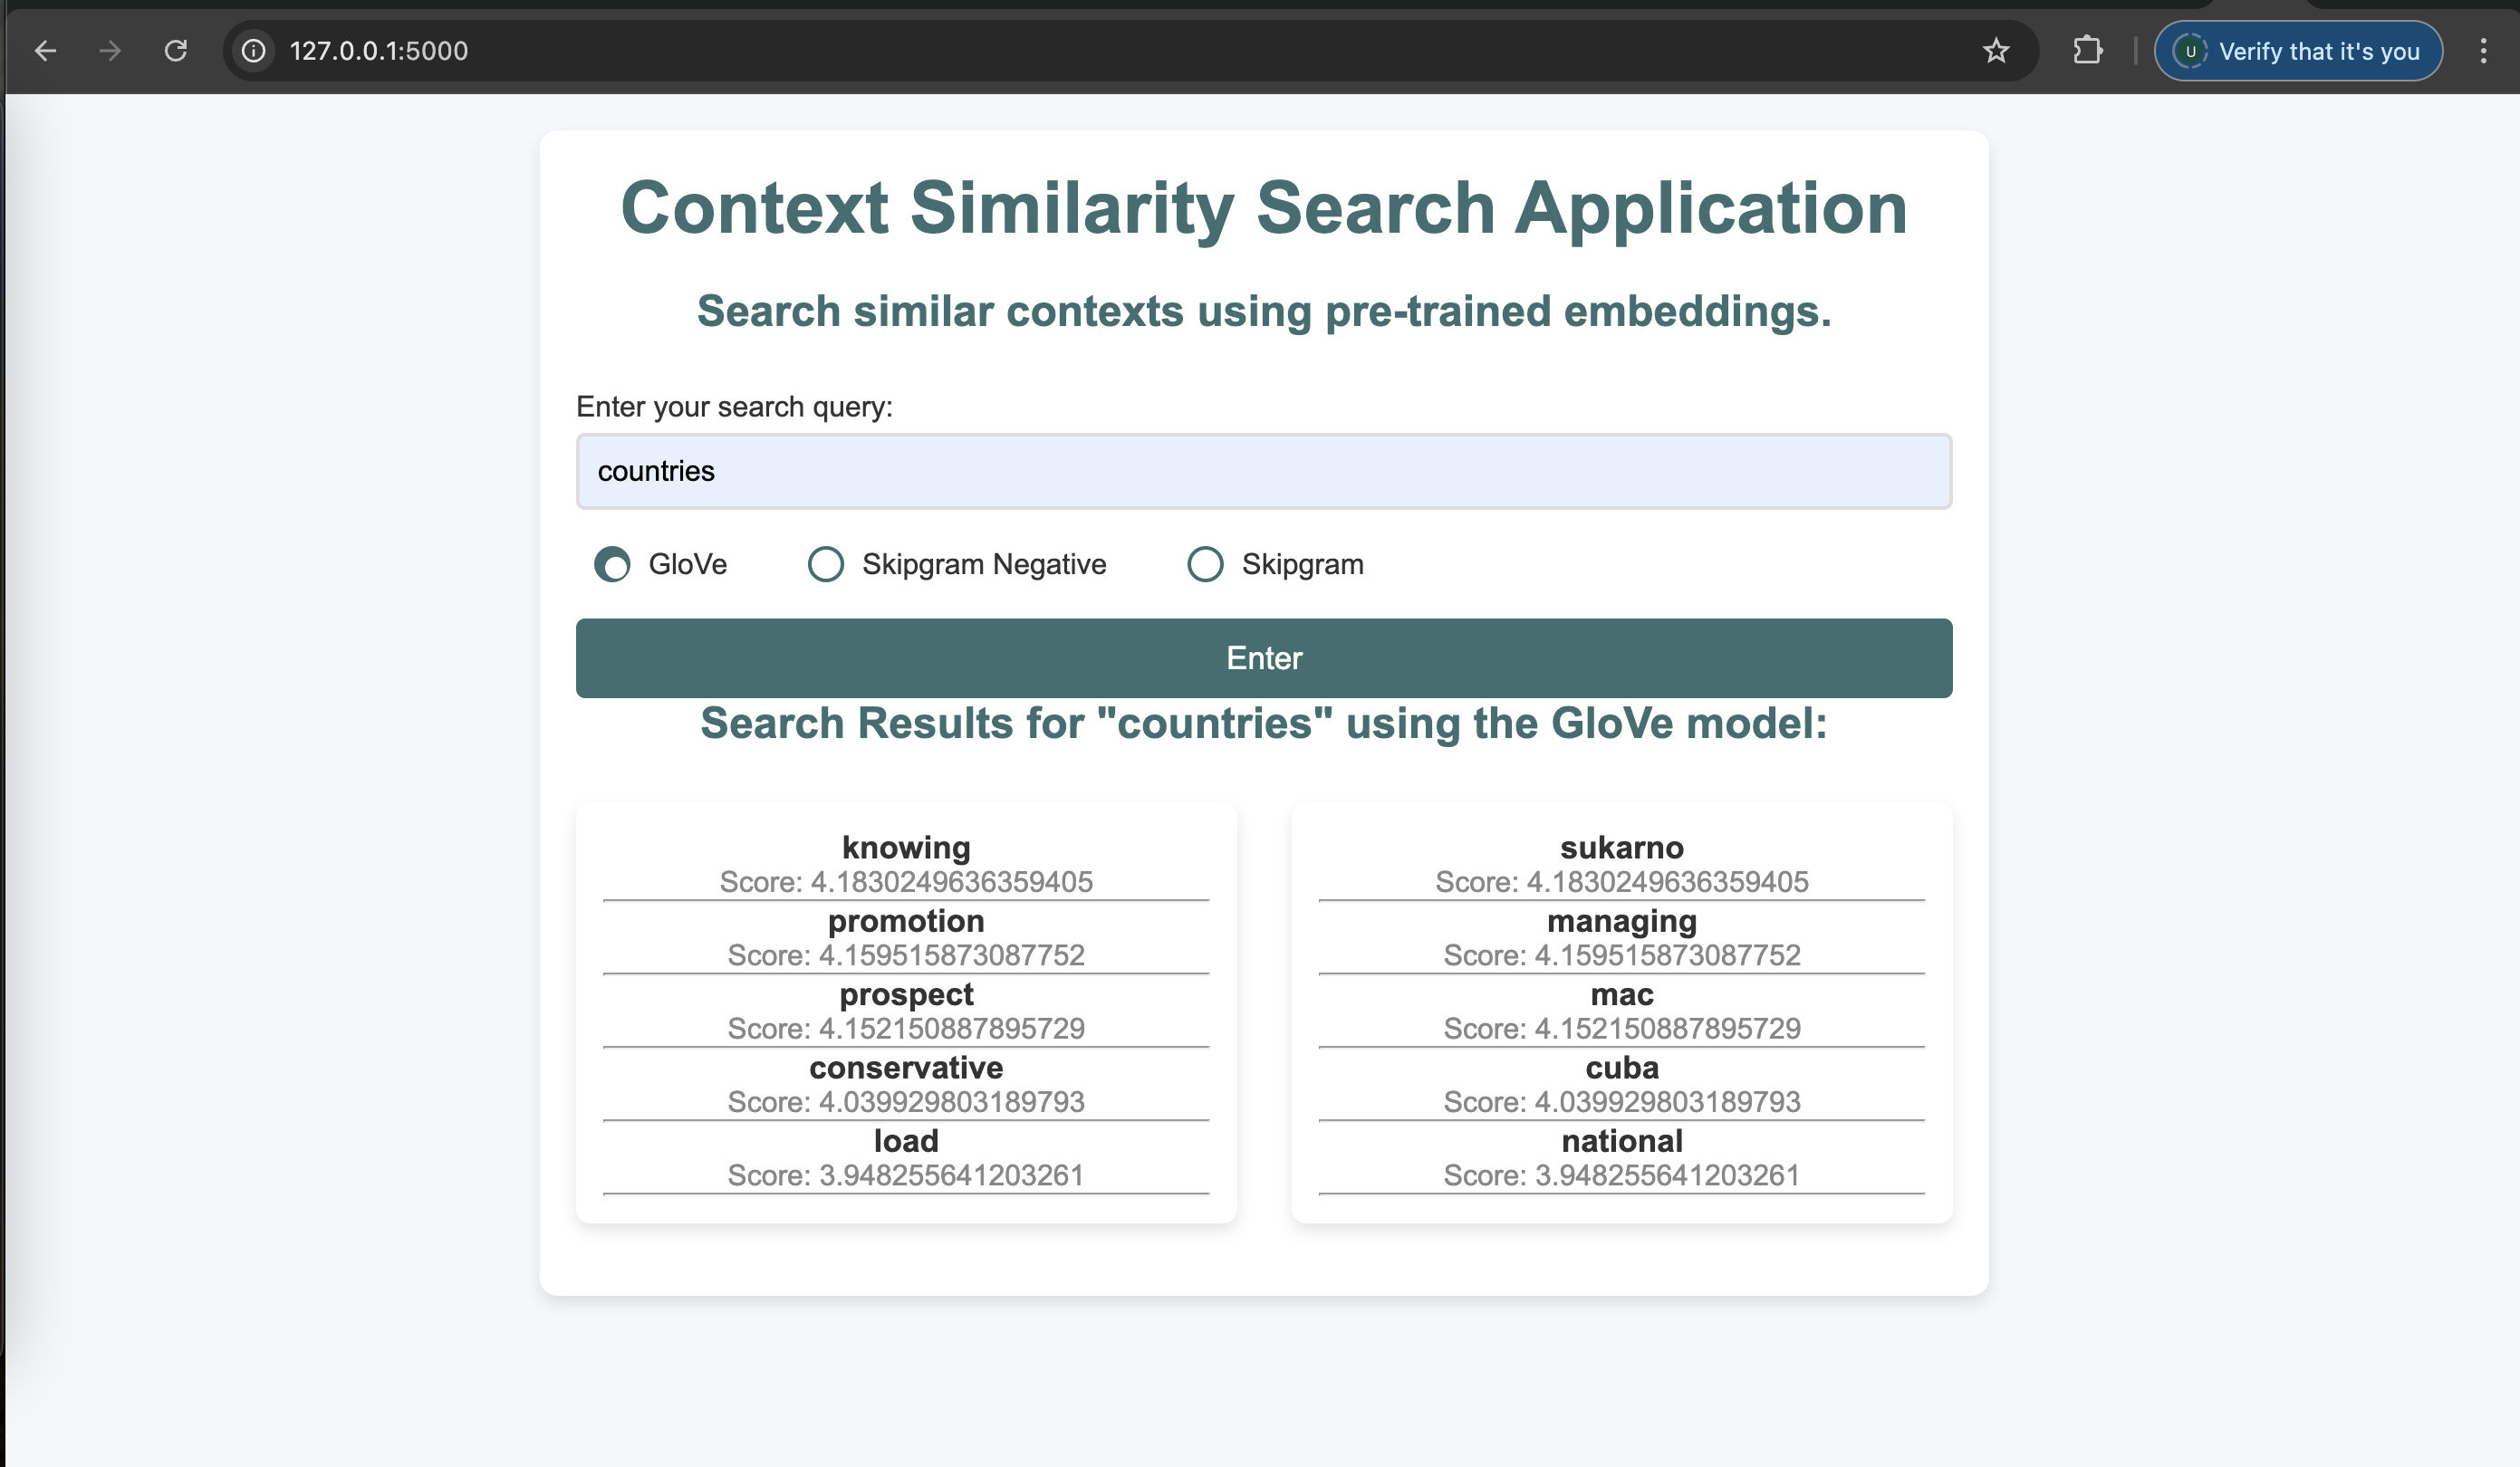 127.0.0.1:5000
U Verify that it's you
Context Similarity Search Application
Search similar contexts using pre-trained embeddings.
Enter your search query:
countries
GloVe Skipgram Negative Skipgram
Enter
Search Results for "countries" using the GloVe model:
knowing
Score: 4.1830249636359405
promotion
Score: 4.159515873087752
prospect
Score: 4.152150887895729
conservative
Score: 4.039929803189793
load
Score: 3.948255641203261
sukarno
Score: 4.1830249636359405
managing
Score: 4.159515873087752
mac
Score: 4.152150887895729
cuba
Score: 4.039929803189793
national
Score: 3.948255641203261